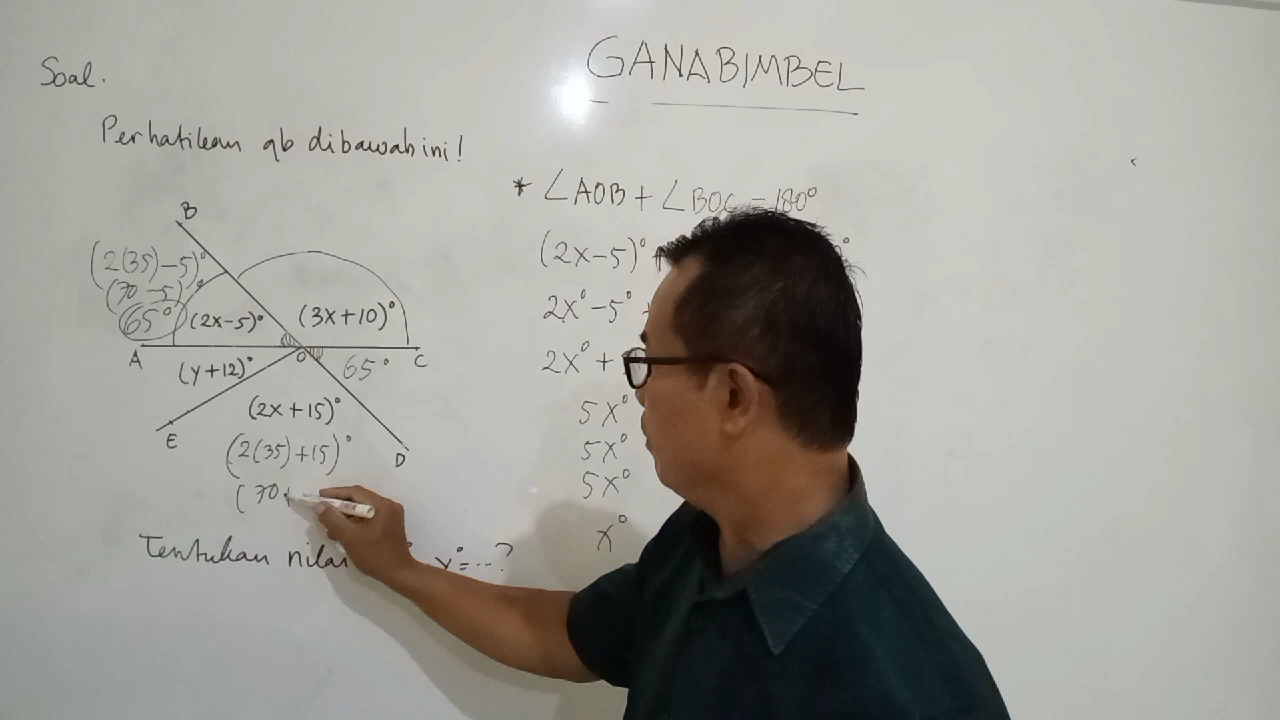 GANABIMBEL
Soal.
Perhatikan gb dibawah ini!
B
(2(35)-5)°
(70-5)°
65°
(2x-5)°
(3x+10)°
A
O
C
(y+12)°
65°
(2x+15)°
E
D
(2(35)+15)°
(70+
Tentukan nilai
y°=...?
* ∠AOB + ∠BOC = 180°
(2x-5)° +
2x° - 5° +
2x° +
5x°
5x°
5x°
x°